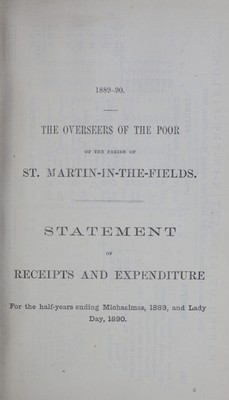 1889-90.
THE OVERSEERS OF THE POOR
OF THE PARISH OF
ST. MARTIN-IN-THE-FIELDS.
STATEMENT
OF
RECEIPTS AND EXPENDITURE
For the half-years ending Michaelmas, 1889, and Lady
Day, 1890.